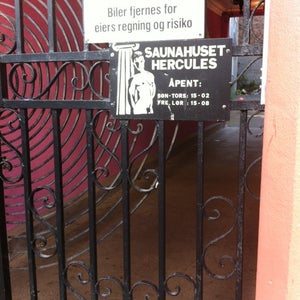 Biler fjernes for
eiers regning og risiko
SAUNAHUSET
HERCULES
ÅPENT:
SØN-TORS: 15-02
FRE, LØR: 15-08